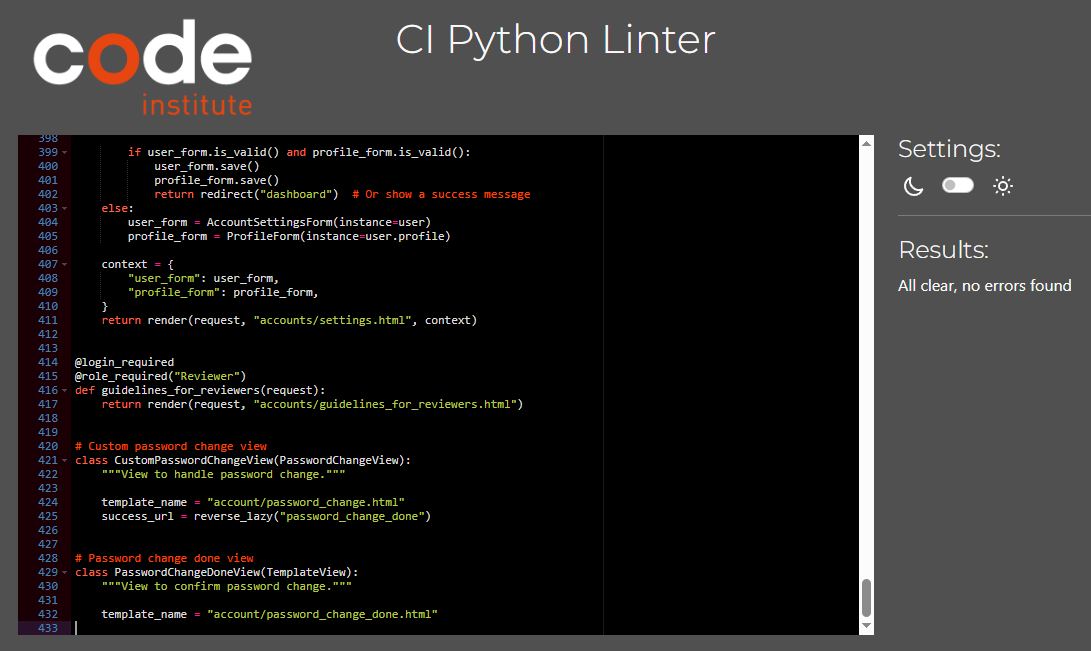 code
institute
CI Python Linter
398
399         if user_form.is_valid() and profile_form.is_valid():
400             user_form.save()
401             profile_form.save()
402             return redirect("dashboard")  # Or show a success message
403     else:
404         user_form = AccountSettingsForm(instance=user)
405         profile_form = ProfileForm(instance=user.profile)
406
407     context = {
408         "user_form": user_form,
409         "profile_form": profile_form,
410     }
411     return render(request, "accounts/settings.html", context)
412
413
414 @login_required
415 @role_required("Reviewer")
416 def guidelines_for_reviewers(request):
417     return render(request, "accounts/guidelines_for_reviewers.html")
418
419
420 # Custom password change view
421 class CustomPasswordChangeView(PasswordChangeView):
422     """View to handle password change."""
423
424     template_name = "account/password_change.html"
425     success_url = reverse_lazy("password_change_done")
426
427
428 # Password change done view
429 class PasswordChangeDoneView(TemplateView):
430     """View to confirm password change."""
431
432     template_name = "account/password_change_done.html"
433
Settings:
Results:
All clear, no errors found